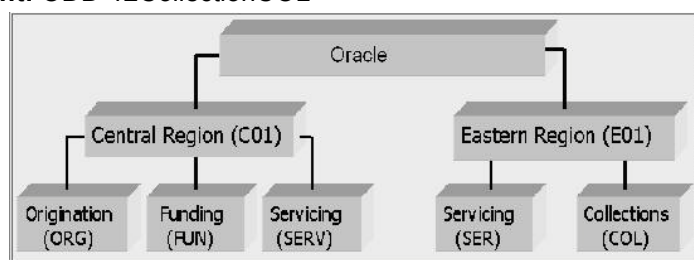 Oracle
Central Region (C01)
Eastern Region (E01)
Origination
(ORG)
Funding
(FUN)
Servicing
(SERV)
Servicing
(SER)
Collections
(COL)